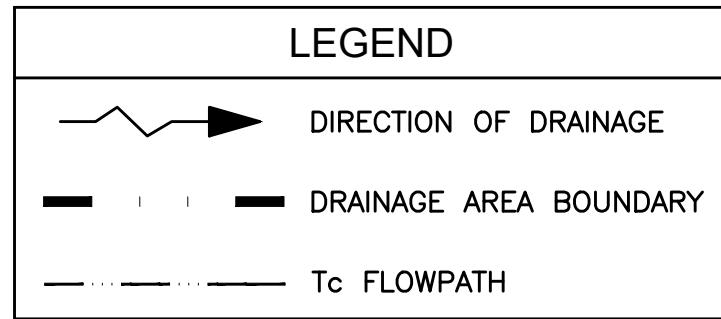 LEGEND
DIRECTION OF DRAINAGE
DRAINAGE AREA BOUNDARY
Tc FLOWPATH